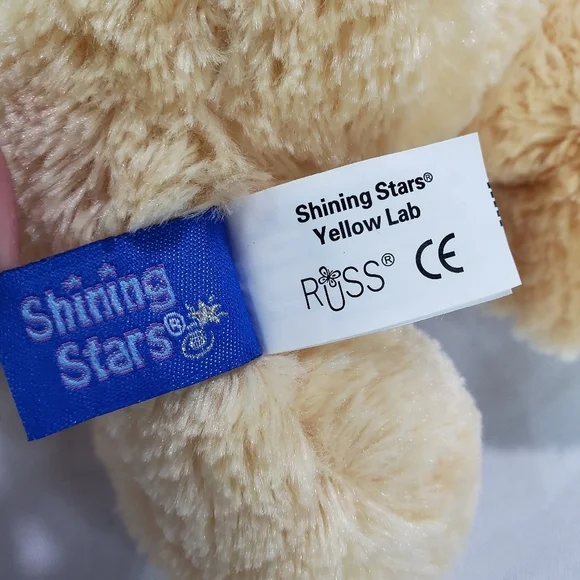 Shining
Stars®
Shining Stars®
Yellow Lab
RUSS® CE